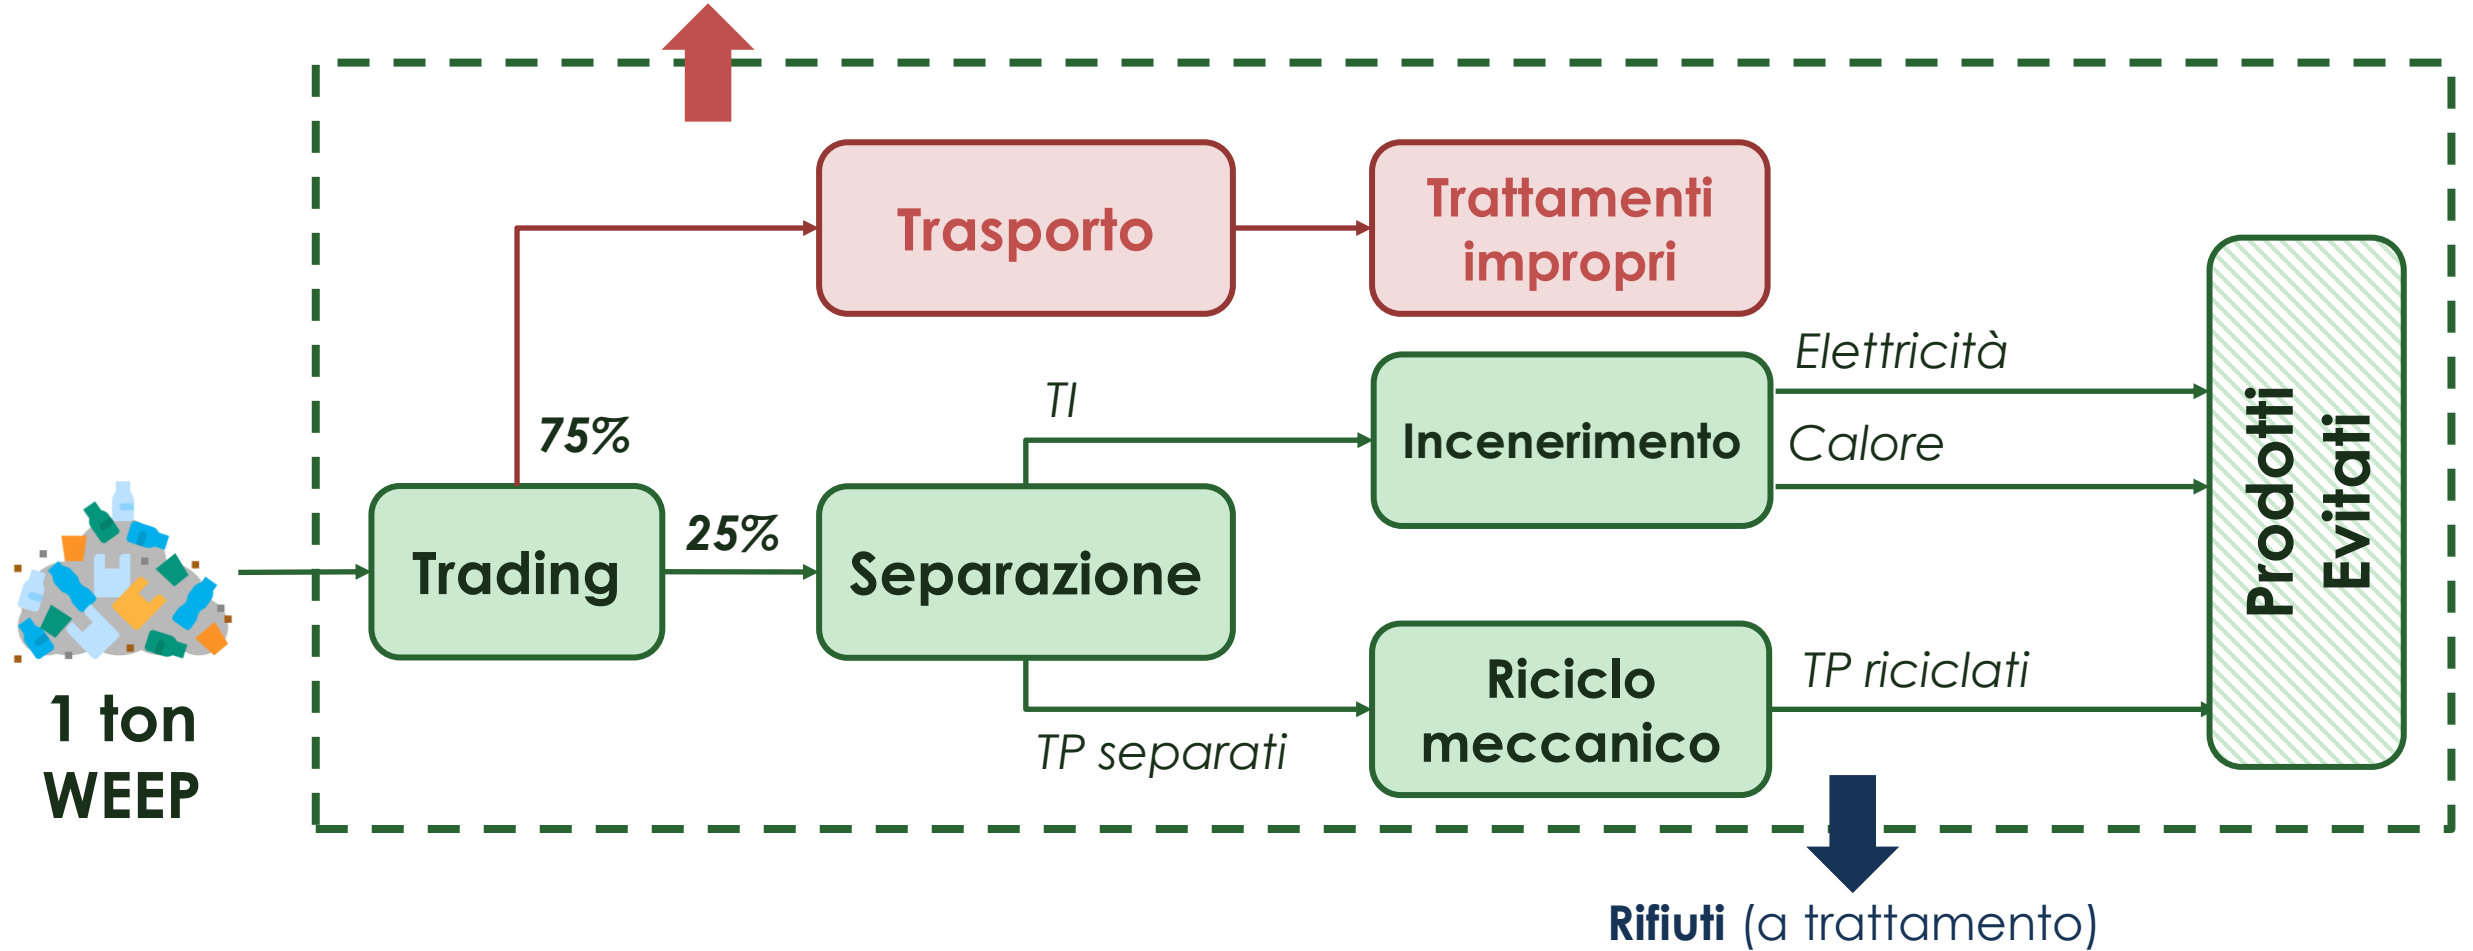 Trasporto
Trattamenti
impropri
75%
Trading
25%
Separazione
TI
Incenerimento
Elettricità
Calore
TP separati
Riciclo
meccanico
TP riciclati
Prodotti
Evitati
1 ton
WEEP
Rifiuti (a trattamento)